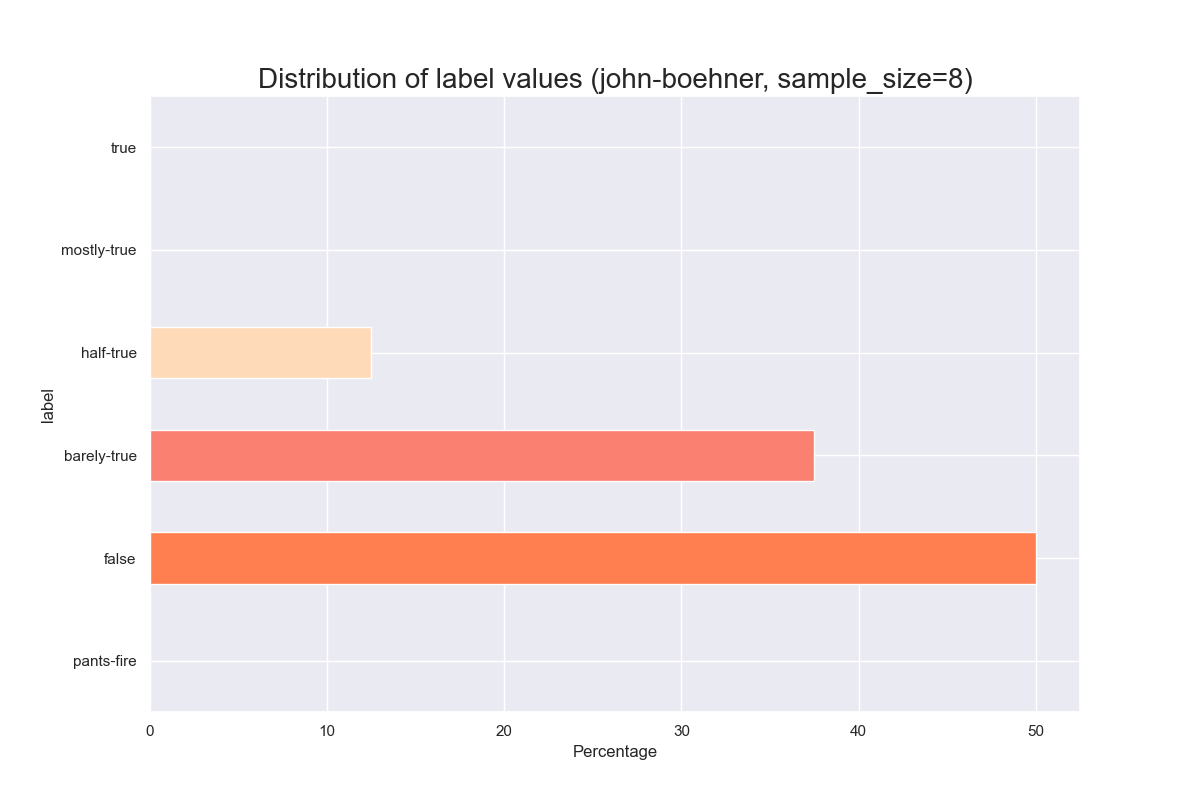 Distribution of label values (john-boehner, sample_size=8)
true
mostly-true
half-true
barely-true
false
pants-fire
label
0 10 20 30 40 50
Percentage